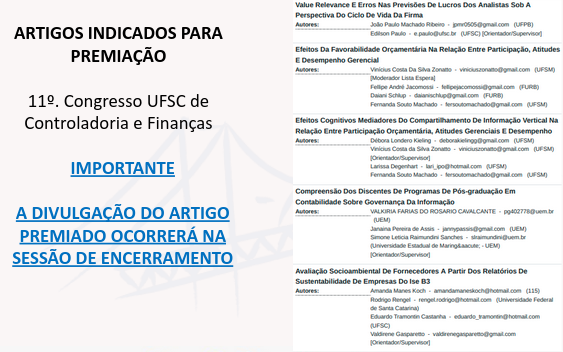 ARTIGOS INDICADOS PARA
PREMIAÇÃO
11º. Congresso UFSC de
Controladoria e Finanças
IMPORTANTE
A DIVULGAÇÃO DO ARTIGO
PREMIADO OCORRERÁ NA
SESSÃO DE ENCERRAMENTO
Value Relevance E Erros Nas Previsões De Lucros Dos Analistas Sob A
Perspectiva Do Ciclo De Vida Da Firma
Autores: João Paulo Machado Ribeiro - jpmr0505@gmail.com (UFPB)
Edilson Paulo - e.paulo@ufsc.br (UFSC) [Orientador/Supervisor]
Efeitos Da Favorabilidade Orçamentária Na Relação Entre Participação, Atitudes
E Desempenho Gerencial
Autores: Vinícius Costa Da Silva Zonatto - viniciuszonatto@gmail.com (UFSM)
[Moderador Lista Espera]
Fellipe André Jacomossi - fellipejacomossi@gmail.com (FURB)
Daiani Schlup - daianischlup@gmail.com (FURB)
Fernanda Souto Machado - fersoutomachado@gmail.com (UFSM)
Efeitos Cognitivos Mediadores Do Compartilhamento De Informação Vertical Na
Relação Entre Participação Orçamentária, Atitudes Gerenciais E Desempenho
Autores: Débora Londero Kieling - deborakielingg@gmail.com (UFSM)
Vinícius Costa da Silva Zonatto - viniciuszonatto@gmail.com (UFSM)
[Orientador/Supervisor]
Larissa Degenhart - lari_ipo@hotmail.com (UFSM)
Fernanda Souto Machado - fersoutomachado@gmail.com (UFSM)
Compreensão Dos Discentes De Programas De Pós-graduação Em
Contabilidade Sobre Governança Da Informação
Autores: VALKIRIA FARIAS DO ROSARIO CAVALCANTE - pg402778@uem.br
(UEM)
Janaina Pereira de Assis - jannypassis@gmail.com (UEM)
Simone Leticia Raimundini Sanches - slraimundini@uem.br
(Universidade Estadual de Maring&aacute; - UEM)
[Orientador/Supervisor]
Avaliação Socioambiental De Fornecedores A Partir Dos Relatórios De
Sustentabilidade De Empresas Do Ise B3
Autores: Amanda Manes Koch - amandamaneskoch@hotmail.com (115)
Rodrigo Rengel - rengel.rodrigo@hotmail.com (Universidade Federal
de Santa Catarina)
Eduardo Tramontin Castanha - eduardo_tramontin@hotmail.com
(UFSC)
Valdirene Gasparetto - valdirenegasparetto@gmail.com
[Orientador/Supervisor]